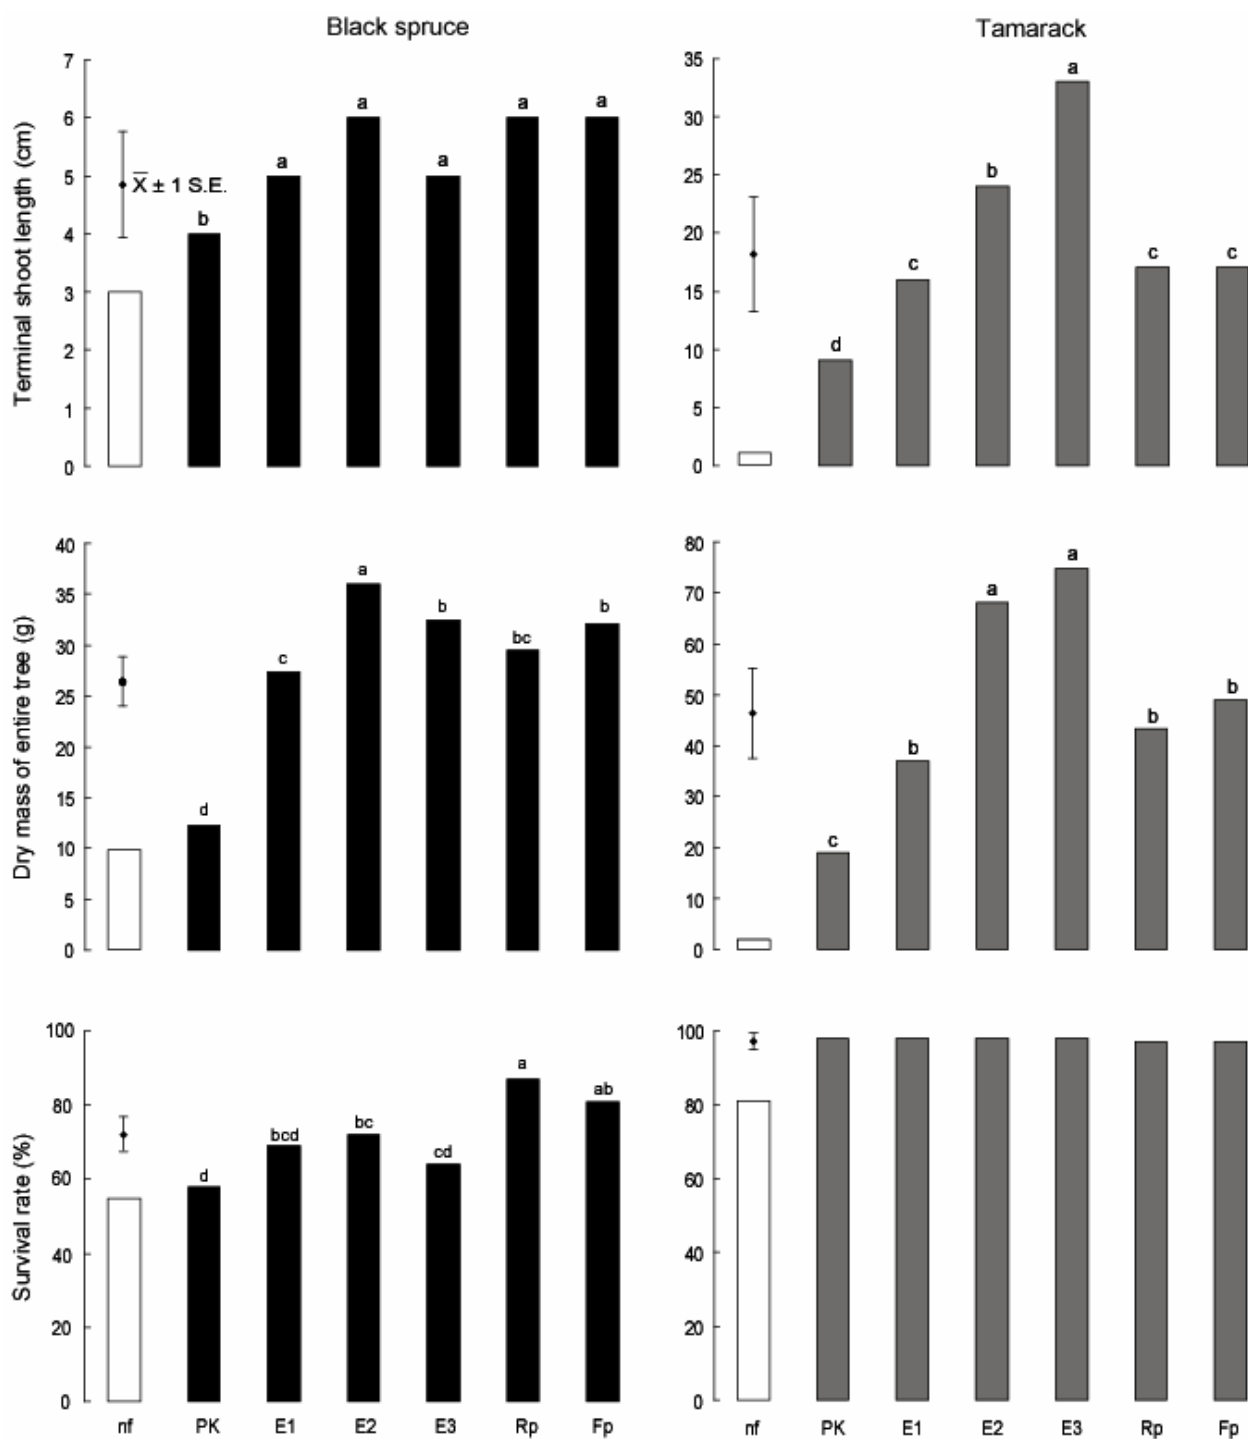 Black spruce
Tamarack
Terminal shoot length (cm)
7
6
5
4
3
2
1
0
X̅ ± 1 S.E.
b
a
a
a
a
a
35
30
25
20
15
10
5
0
d
c
b
a
c
c
Dry mass of entire tree (g)
40
35
30
25
20
15
10
5
0
d
c
a
b
bc
b
80
70
60
50
40
30
20
10
0
c
b
a
a
b
b
Survival rate (%)
100
80
60
40
20
0
d
bcd
bc
cd
a
ab
nf PK E1 E2 E3 Rp Fp
100
80
60
40
20
0
nf PK E1 E2 E3 Rp Fp